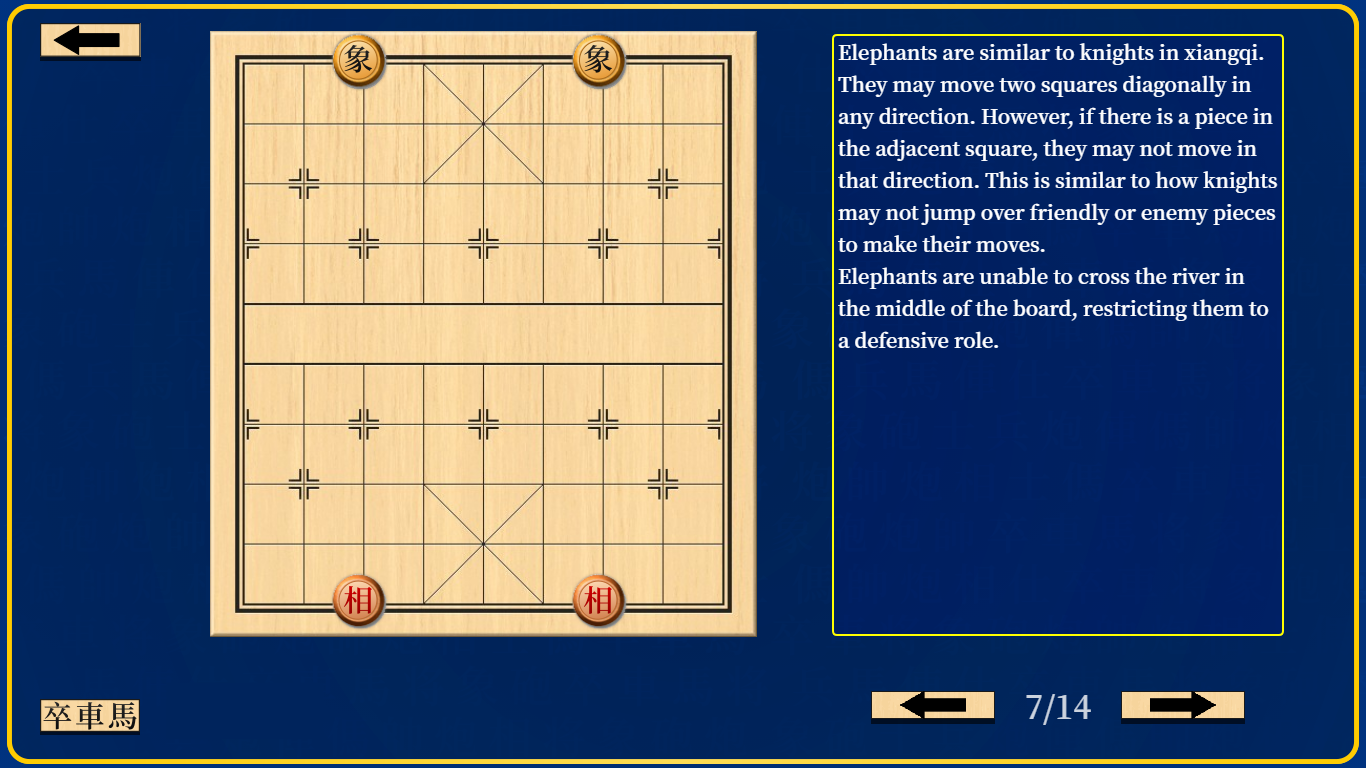 象 象
相 相
Elephants are similar to knights in xiangqi.
They may move two squares diagonally in
any direction. However, if there is a piece in
the adjacent square, they may not move in
that direction. This is similar to how knights
may not jump over friendly or enemy pieces
to make their moves.
Elephants are unable to cross the river in
the middle of the board, restricting them to
a defensive role.
卒車馬
7/14